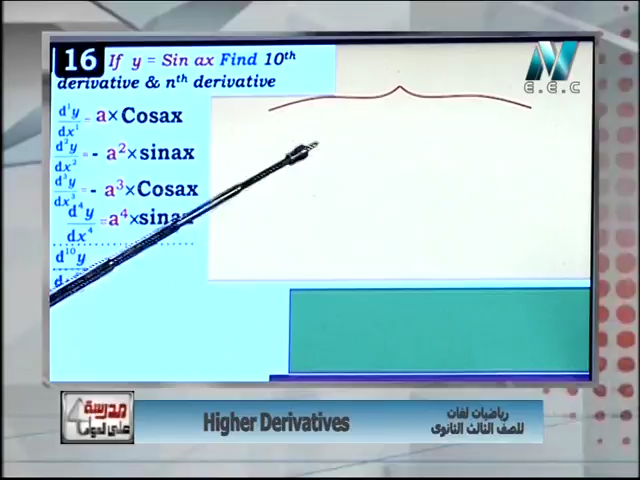 16 If y = Sin ax Find 10th
derivative & nth derivative
d¹y/dx¹ = a×Cosax
d²y/dx² = - a²×sinax
d³y/dx³ = - a³×Cosax
d⁴y/dx⁴ = a⁴×sinax
d¹⁰y
E.E.C
مدرسة
على الهواء
Higher Derivatives
رياضيات لغات
للصف الثالث الثانوى